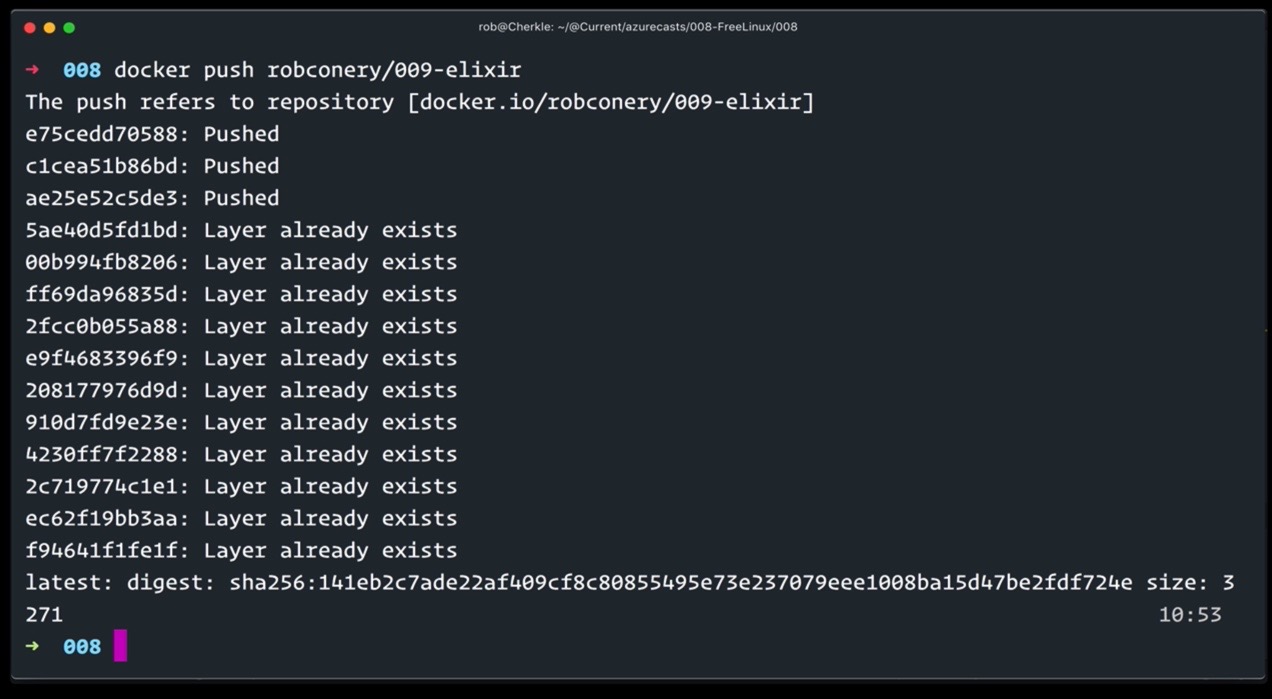 rob@Cherkle: ~/@Current/azurecasts/008-FreeLinux/008
→ 008 docker push robconery/009-elixir
The push refers to repository [docker.io/robconery/009-elixir]
e75cedd70588: Pushed
c1cea51b86bd: Pushed
ae25e52c5de3: Pushed
5ae40d5fd1bd: Layer already exists
00b994fb8206: Layer already exists
ff69da96835d: Layer already exists
2fcc0b055a88: Layer already exists
e9f4683396f9: Layer already exists
208177976d9d: Layer already exists
910d7fd9e23e: Layer already exists
4230ff7f2288: Layer already exists
2c719774c1e1: Layer already exists
ec62f19bb3aa: Layer already exists
f94641f1fe1f: Layer already exists
latest: digest: sha256:141eb2c7ade22af409cf8c80855495e73e237079eee1008ba15d47be2fdf724e size: 3
271 10:53
→ 008